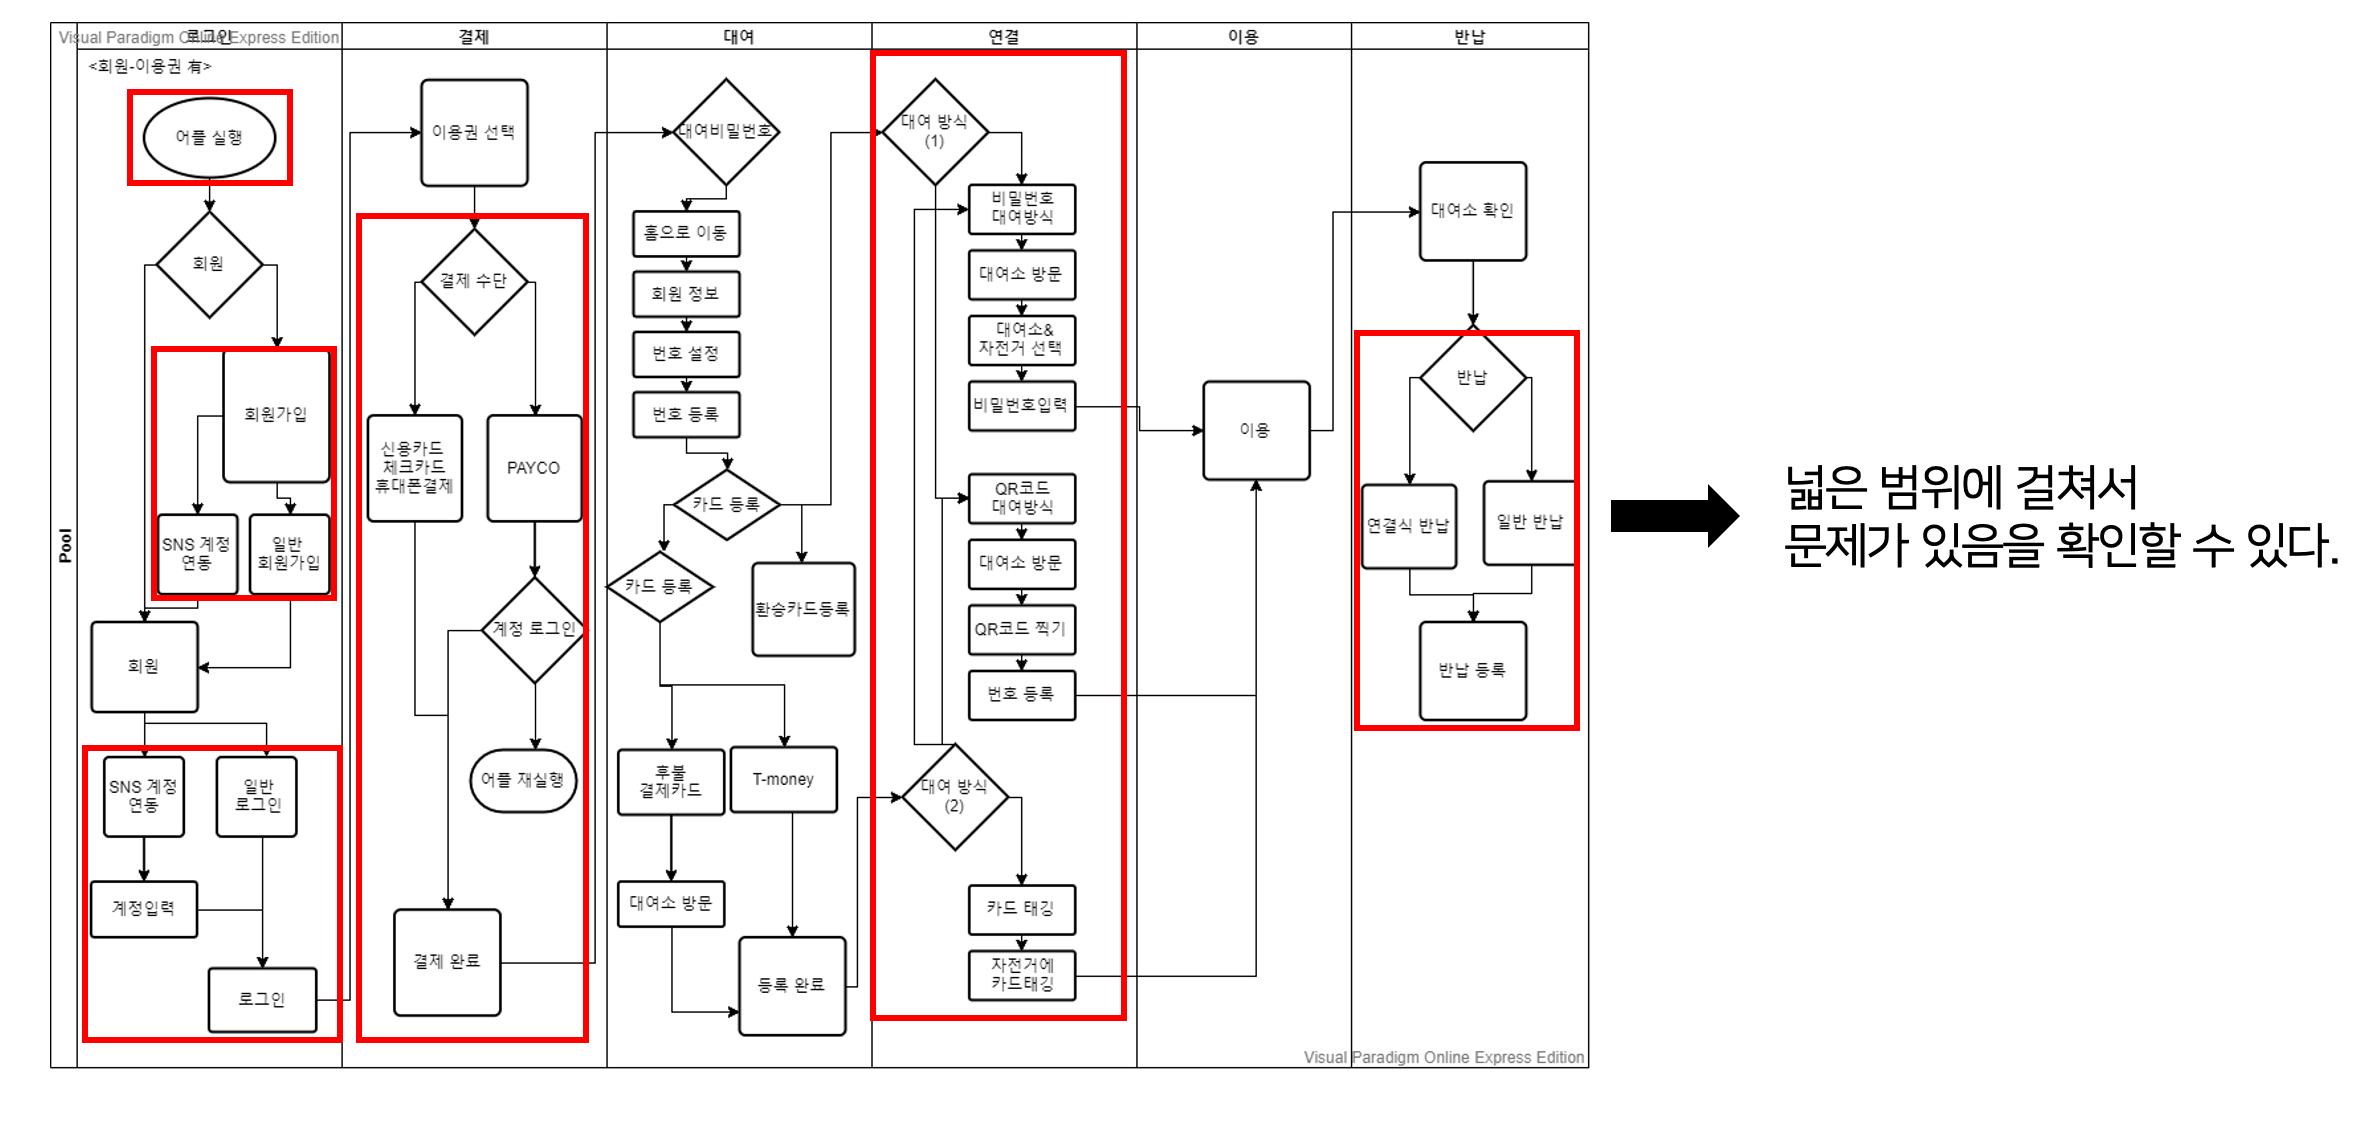 Visual Paradigm Online Express Edition
로그인
결제
대여
연결
이용
반납
Pool
<회원-이용권 有>
어플 실행
회원
회원가입
SNS 계정
연동
일반
회원가입
회원
SNS 계정
연동
일반
로그인
계정입력
로그인
이용권 선택
결제 수단
신용카드
체크카드
휴대폰결제
PAYCO
계정 로그인
어플 재실행
결제 완료
대여비밀번호
홈으로 이동
회원 정보
번호 설정
번호 등록
카드 등록
카드 등록
환승카드등록
후불
결제카드
T-money
대여소 방문
등록 완료
대여 방식
(1)
비밀번호
대여방식
대여소 방문
대여소&
자전거 선택
비밀번호입력
QR코드
대여방식
대여소 방문
QR코드 찍기
번호 등록
대여 방식
(2)
카드 태깅
자전거에
카드태깅
이용
대여소 확인
반납
연결식 반납
일반 반납
반납 등록
넓은 범위에 걸쳐서
문제가 있음을 확인할 수 있다.
Visual Paradigm Online Express Edition